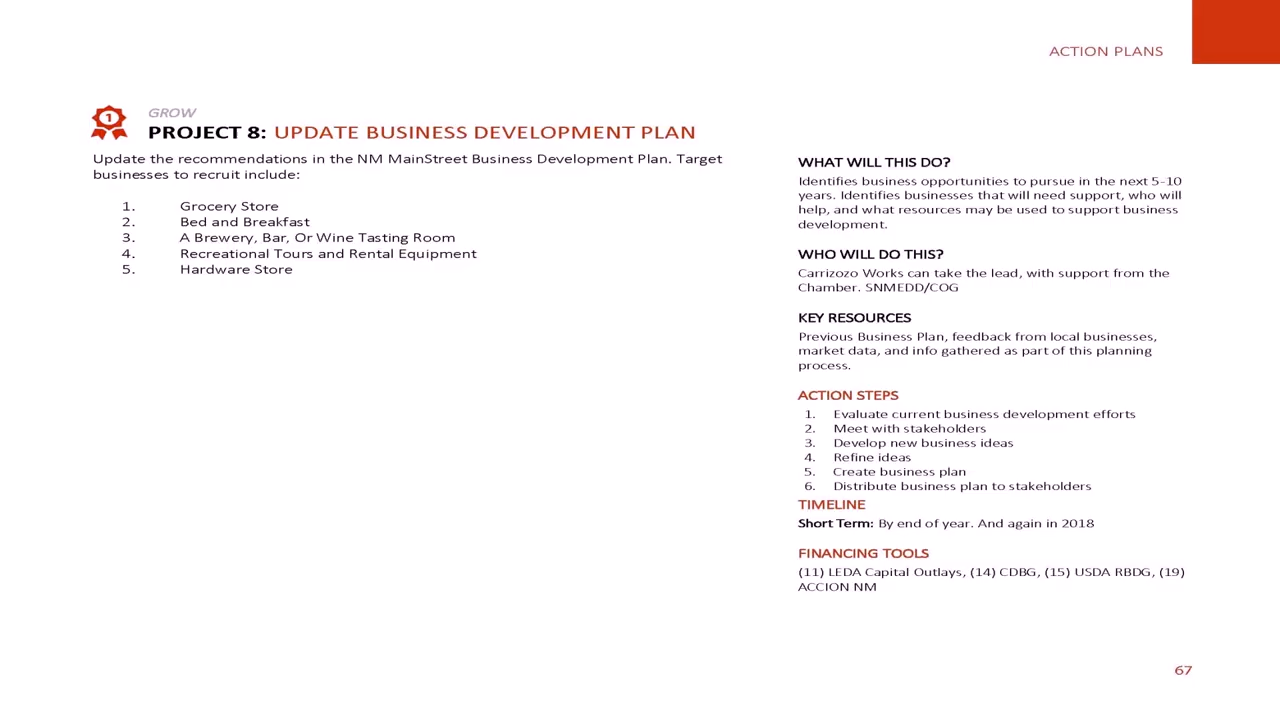 ACTION PLANS
1
GROW
PROJECT 8: UPDATE BUSINESS DEVELOPMENT PLAN
Update the recommendations in the NM MainStreet Business Development Plan. Target
businesses to recruit include:
1. Grocery Store
2. Bed and Breakfast
3. A Brewery, Bar, Or Wine Tasting Room
4. Recreational Tours and Rental Equipment
5. Hardware Store
WHAT WILL THIS DO?
Identifies business opportunities to pursue in the next 5-10
years. Identifies businesses that will need support, who will
help, and what resources may be used to support business
development.
WHO WILL DO THIS?
Carrizozo Works can take the lead, with support from the
Chamber. SNMEDD/COG
KEY RESOURCES
Previous Business Plan, feedback from local businesses,
market data, and info gathered as part of this planning
process.
ACTION STEPS
1. Evaluate current business development efforts
2. Meet with stakeholders
3. Develop new business ideas
4. Refine ideas
5. Create business plan
6. Distribute business plan to stakeholders
TIMELINE
Short Term: By end of year. And again in 2018
FINANCING TOOLS
(11) LEDA Capital Outlays, (14) CDBG, (15) USDA RBDG, (19)
ACCION NM
67